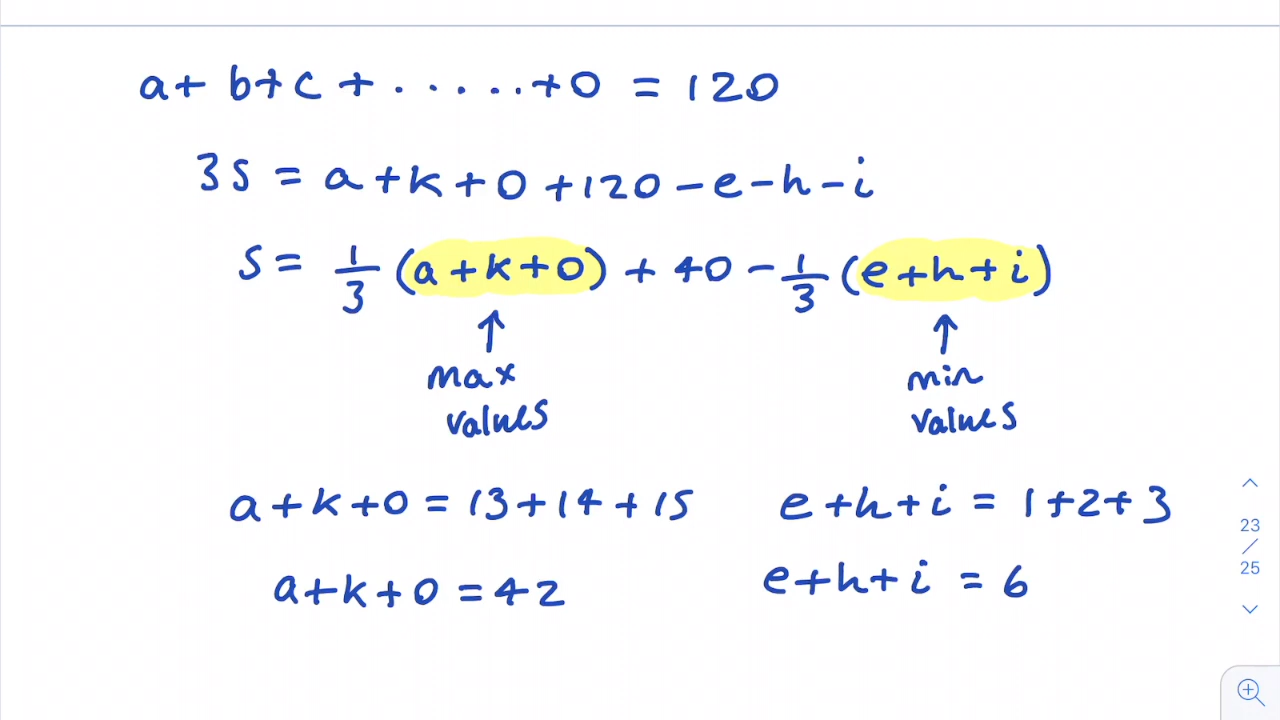 a + b + c + ..... + o = 120
3S = a + k + o + 120 - e - h - i
S = 1/3 (a + k + o) + 40 - 1/3 (e + h + i)
↑ ↑
max values
min values
a + k + o = 13 + 14 + 15
e + h + i = 1 + 2 + 3
a + k + o = 42
e + h + i = 6
23
/
25